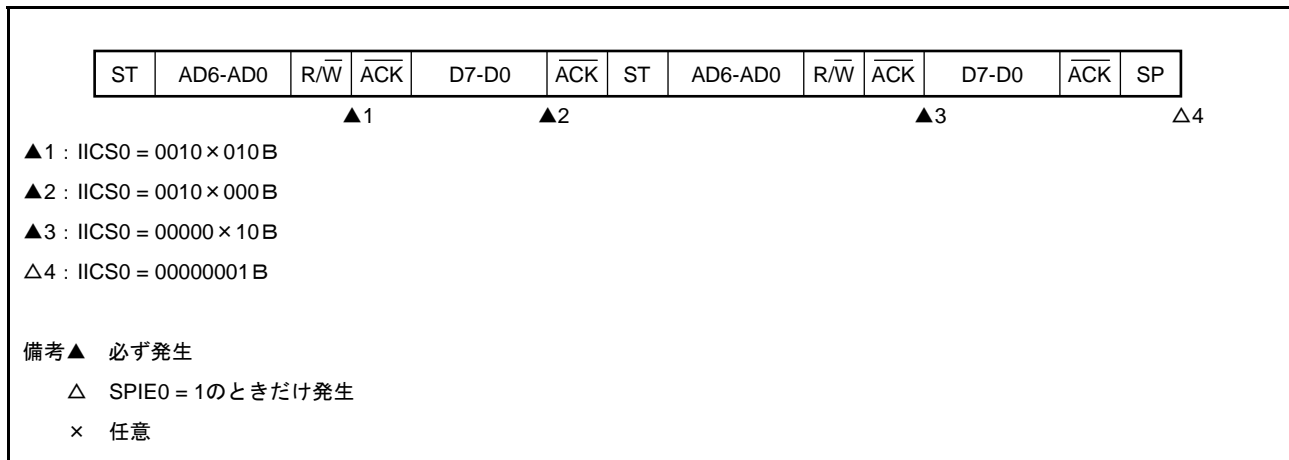 ST AD6-AD0 R/W ACK D7-D0 ACK ST AD6-AD0 R/W ACK D7-D0 ACK SP
▲1 ▲2 ▲3 △4
▲1：IICS0 = 0010×010B
▲2：IICS0 = 0010×000B
▲3：IICS0 = 00000×10B
△4：IICS0 = 00000001B
備考▲ 必ず発生
△ SPIE0 = 1のときだけ発生
× 任意